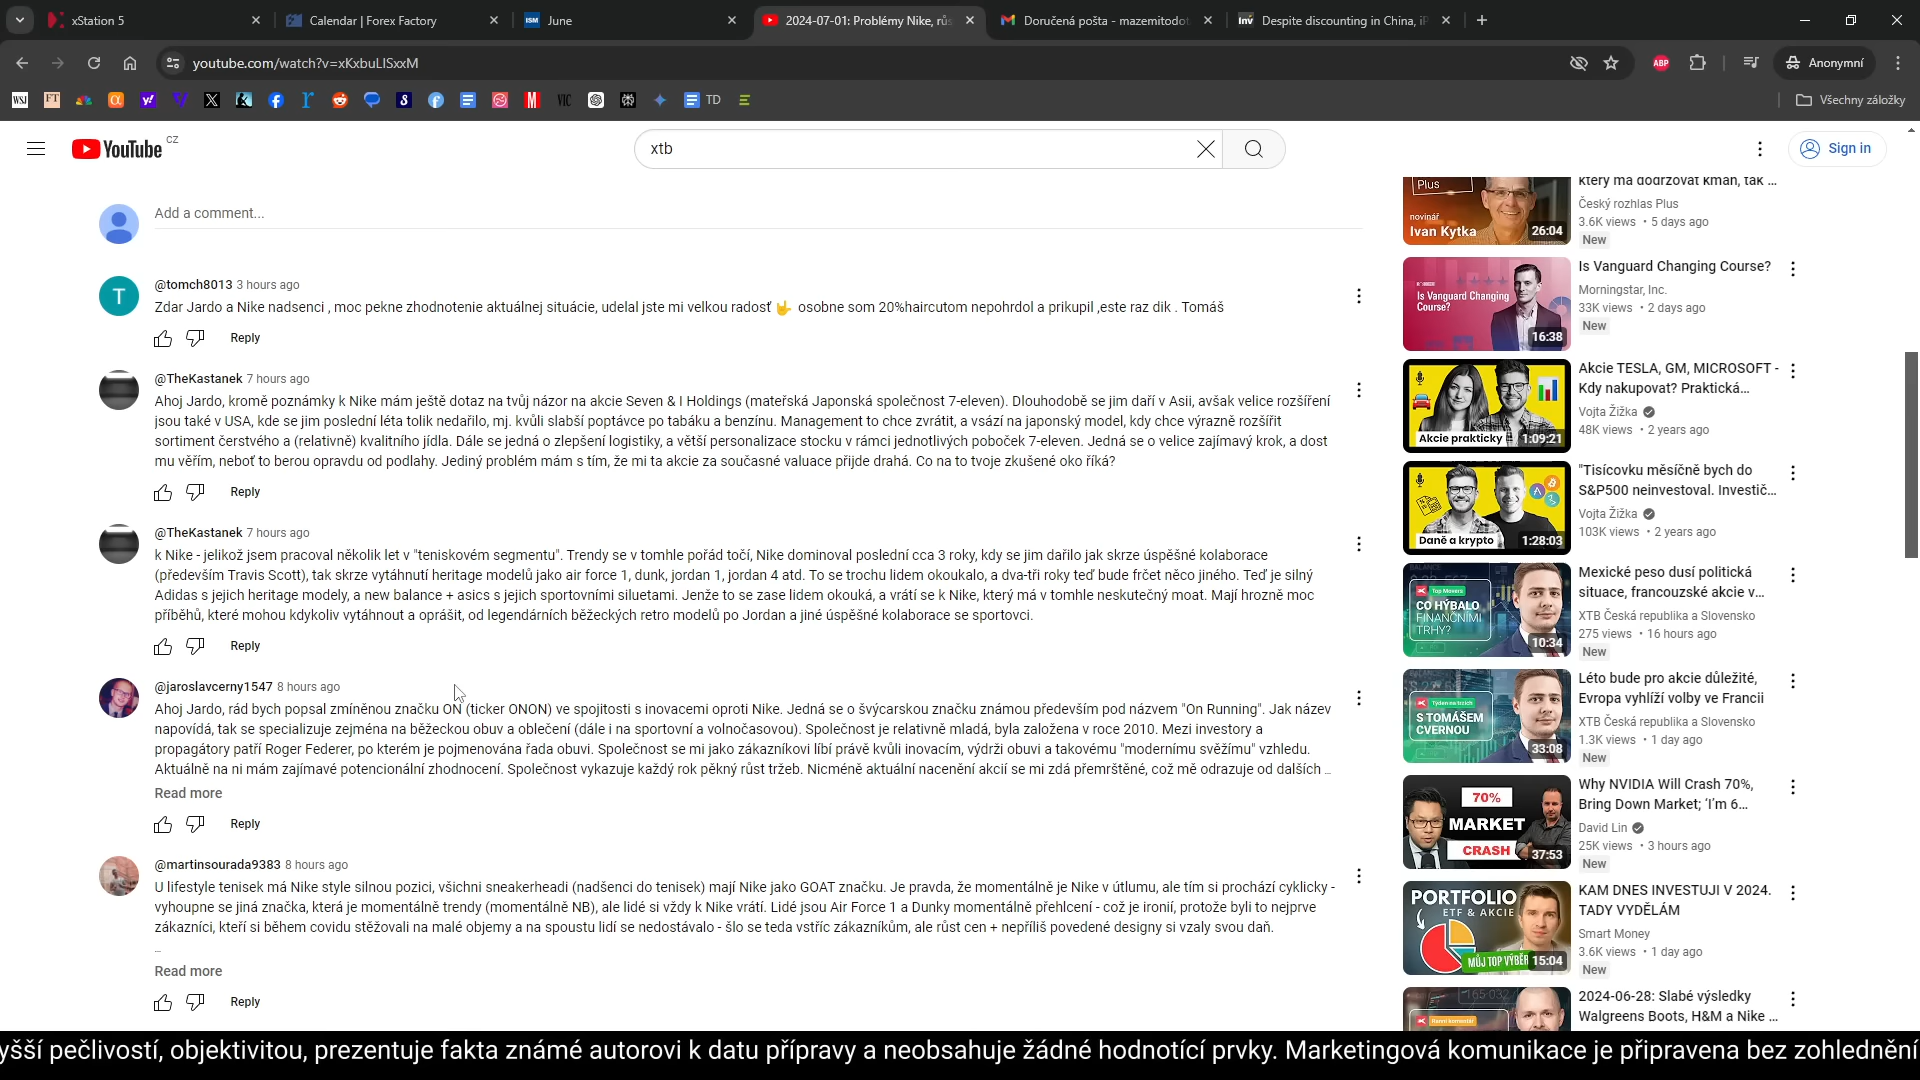 xStation 5
Calendar | Forex Factory
ISM
June
2024-07-01: Problémy Nike, růs
Doručená pošta - mazemitodot
Inv
Despite discounting in China, iP
youtube.com/watch?v=xKxbuLISxxM
ABP
Anonymní
WSJ
FT
VIC
TD
Všechny záložky
YouTube CZ
xtb
Sign in
Add a comment...
@tomch8013 3 hours ago
Zdar Jardo a Nike nadsenci , moc pekne zhodnotenie aktuálnej situácie, udelal jste mi velkou radosť 🤟 osobne som 20%haircutom nepohrdol a prikupil ,este raz dik . Tomáš
Reply
@TheKastanek 7 hours ago
Ahoj Jardo, kromě poznámky k Nike mám ještě dotaz na tvůj názor na akcie Seven & I Holdings (mateřská Japonská společnost 7-eleven). Dlouhodobě se jim daří v Asii, avšak velice rozšíření
jsou také v USA, kde se jim poslední léta tolik nedařilo, mj. kvůli slabší poptávce po tabáku a benzínu. Management to chce zvrátit, a vsází na japonský model, kdy chce výrazně rozšířit
sortiment čerstvého a (relativně) kvalitního jídla. Dále se jedná o zlepšení logistiky, a větší personalizace stocku v rámci jednotlivých poboček 7-eleven. Jedná se o velice zajímavý krok, a dost
mu věřím, neboť to berou opravdu od podlahy. Jediný problém mám s tím, že mi ta akcie za současné valuace přijde drahá. Co na to tvoje zkušené oko říká?
Reply
@TheKastanek 7 hours ago
k Nike - jelikož jsem pracoval několik let v "teniskovém segmentu". Trendy se v tomhle pořád točí, Nike dominoval poslední cca 3 roky, kdy se jim dařilo jak skrze úspěšné kolaborace
(především Travis Scott), tak skrze vytáhnutí heritage modelů jako air force 1, dunk, jordan 1, jordan 4 atd. To se trochu lidem okoukalo, a dva-tři roky teď bude frčet něco jiného. Teď je silný
Adidas s jejich heritage modely, a new balance + asics s jejich sportovními siluetami. Jenže to se zase lidem okouká, a vrátí se k Nike, který má v tomhle neskutečný moat. Mají hrozně moc
příběhů, které mohou kdykoliv vytáhnout a oprášit, od legendárních běžeckých retro modelů po Jordan a jiné úspěšné kolaborace se sportovci.
Reply
@jaroslavcerny1547 8 hours ago
Ahoj Jardo, rád bych popsal zmíněnou značku ON (ticker ONON) ve spojitosti s inovacemi oproti Nike. Jedná se o švýcarskou značku známou především pod názvem "On Running". Jak název
napovídá, tak se specializuje zejména na běžeckou obuv a oblečení (dále i na sportovní a volnočasovou). Společnost je relativně mladá, byla založena v roce 2010. Mezi investory a
propagátory patří Roger Federer, po kterém je pojmenována řada obuvi. Společnost se mi jako zákazníkovi líbí právě kvůli inovacím, výdrži obuvi a takovému "modernímu svěžímu" vzhledu.
Aktuálně na ni mám zajímavé potencionální zhodnocení. Společnost vykazuje každý rok pěkný růst tržeb. Nicméně aktuální nacenění akcií se mi zdá přemrštěné, což mě odrazuje od dalších ...
Read more
Reply
@martinsourada9383 8 hours ago
U lifestyle tenisek má Nike style silnou pozici, všichni sneakerheadi (nadšenci do tenisek) mají Nike jako GOAT značku. Je pravda, že momentálně je Nike v útlumu, ale tím si prochází cyklicky -
vyhoupne se jiná značka, která je momentálně trendy (momentálně NB), ale lidé si vždy k Nike vrátí. Lidé jsou Air Force 1 a Dunky momentálně přehlcení - což je ironií, protože byli to nejprve
zákazníci, kteří si během covidu stěžovali na malé objemy a na spoustu lidí se nedostávalo - šlo se teda vstříc zákazníkům, ale růst cen + nepříliš povedené designy si vzaly svou daň.
...
Read more
Reply
Plus
novinář
Ivan Kytka
26:04
který má dodržovat kman, tak ...
Český rozhlas Plus
3.6K views • 5 days ago
New
Is Vanguard Changing
Course?
16:38
Is Vanguard Changing Course?
Morningstar, Inc.
33K views • 2 days ago
New
Akcie prakticky
1:09:21
Akcie TESLA, GM, MICROSOFT -
Kdy nakupovat? Praktická...
Vojta Žižka
48K views • 2 years ago
Daně a krypto
1:28:03
"Tisícovku měsíčně bych do
S&P500 neinvestoval. Investič...
Vojta Žižka
103K views • 2 years ago
Top Movers
CO HÝBALO
FINANČNÍMI
TRHY?
10:34
Mexické peso dusí politická
situace, francouzské akcie v...
XTB Česká republika a Slovensko
275 views • 16 hours ago
New
Týden na trzích
S TOMÁŠEM
CVERNOU
33:08
Léto bude pro akcie důležité,
Evropa vyhlíží volby ve Francii
XTB Česká republika a Slovensko
1.3K views • 1 day ago
New
70%
MARKET
CRASH
37:53
Why NVIDIA Will Crash 70%,
Bring Down Market; 'I'm 6...
David Lin
25K views • 3 hours ago
New
PORTFOLIO
ETF & AKCIE
MŮJ TOP VÝBĚR
15:04
KAM DNES INVESTUJI V 2024.
TADY VYDĚLÁM
Smart Money
3.6K views • 1 day ago
New
Ranní komentář
2024-06-28: Slabé výsledky
Walgreens Boots, H&M a Nike ...
yšší pečlivostí, objektivitou, prezentuje fakta známé autorovi k datu přípravy a neobsahuje žádné hodnotící prvky. Marketingová komunikace je připravena bez zohlednění